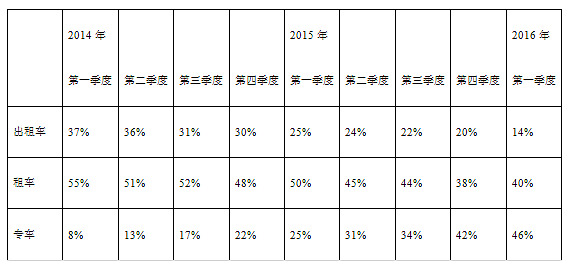 2014 年 2015 年 2016 年
第一季度 第二季度 第三季度 第四季度 第一季度 第二季度 第三季度 第四季度 第一季度
出租车 37% 36% 31% 30% 25% 24% 22% 20% 14%
租车 55% 51% 52% 48% 50% 45% 44% 38% 40%
专车 8% 13% 17% 22% 25% 31% 34% 42% 46%